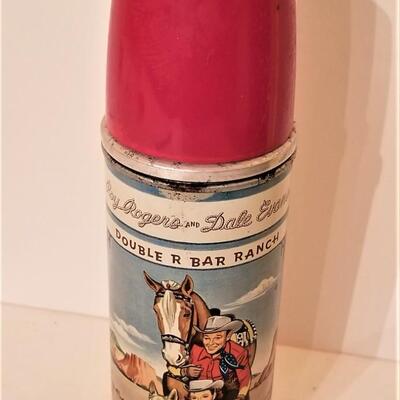 Roy Rogers AND Dale Evans
DOUBLE R BAR RANCH